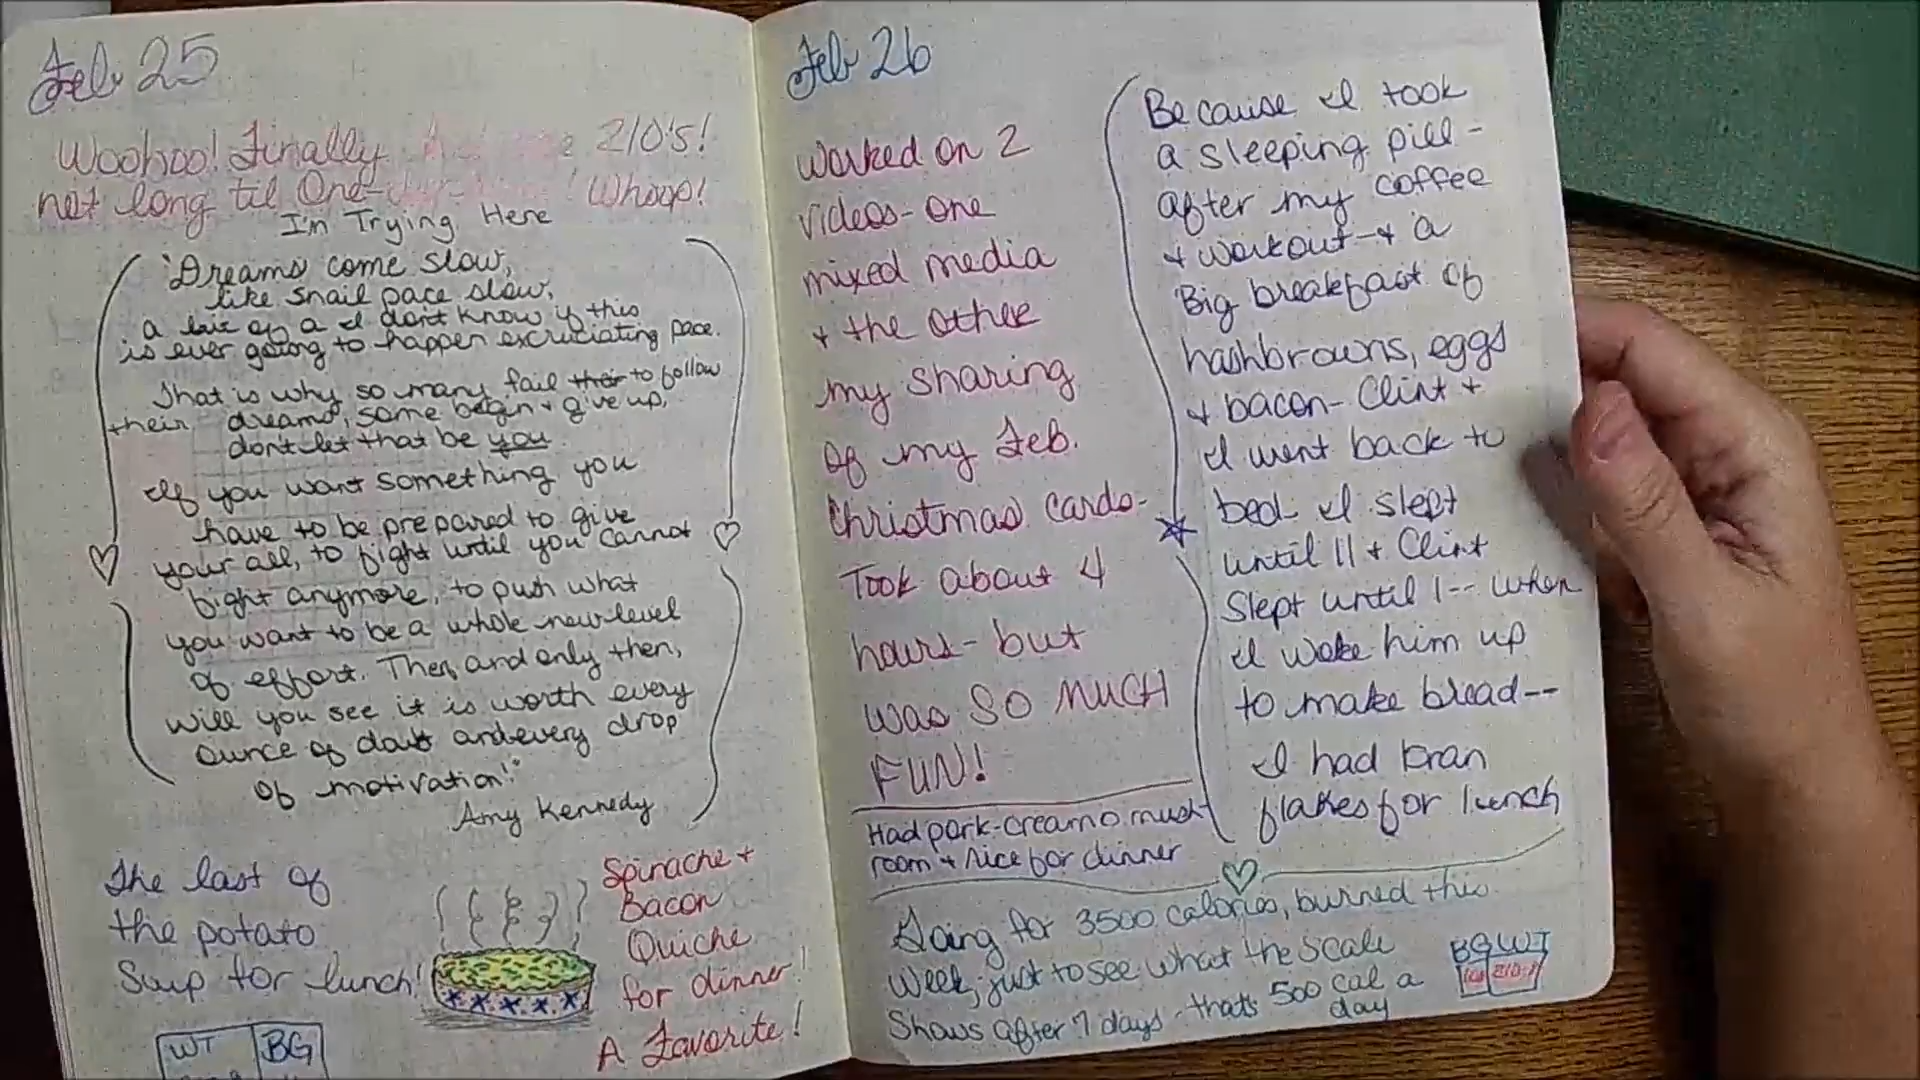 Feb 25
Woohoo! Finally 210's!
not long til One- Whoop!
I'm Trying Here
"Dreams come slow,
like snail pace slow,
a of a I don't know if this
is ever going to happen excruciating pace.
That is why so many fail to follow
their dreams, some begin + give up,
don't let that be you.
If you want something you
have to be prepared to give
your all, to fight until you cannot
fight anymore, to push what
you want to be a whole new level
of effort. Then, and only then,
will you see it is worth every
ounce of and every drop
of motivation!"
Amy Kennedy
The last of
the potato
Soup for lunch!
Spinache +
Bacon
Quiche
for dinner!
A Favorite!
WT BG
Feb 26
worked on 2
videos- one
mixed media
+ the other
my sharing
of my Feb.
Christmas cards-
Took about 4
hours- but
was SO MUCH
FUN!
Had pork-cream o mush-
room + rice for dinner
Because I took
a sleeping pill-
after my coffee
+ workout-+ a
Big breakfast of
hashbrowns, eggs
+ bacon- Clint +
I went back to
bed- I slept
until 11 + Clint
Slept until 1-- when
I woke him up
to make bread--
I had bran
flakes for lunch
Going for 3500 calories, burned this
Week, just to see what the scale
Shows after 7 days - thats 500 cal a
day
BG WT